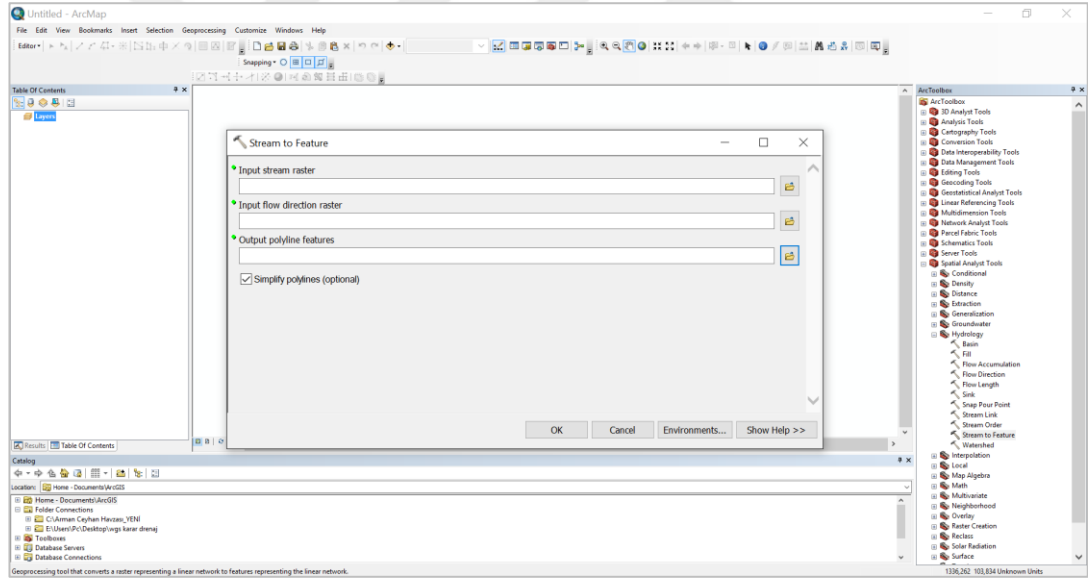 Untitled - ArcMap
File Edit View Bookmarks Insert Selection Geoprocessing Customize Windows Help
Editor
Snapping
Table Of Contents
Layers
Stream to Feature
Input stream raster
Input flow direction raster
Output polyline features
Simplify polylines (optional)
OK Cancel Environments... Show Help >>
Results Table Of Contents
ArcToolbox
ArcToolbox
3D Analyst Tools
Analysis Tools
Cartography Tools
Conversion Tools
Data Interoperability Tools
Data Management Tools
Editing Tools
Geocoding Tools
Geostatistical Analyst Tools
Linear Referencing Tools
Multidimension Tools
Network Analyst Tools
Parcel Fabric Tools
Schematics Tools
Server Tools
Spatial Analyst Tools
Conditional
Density
Distance
Extraction
Generalization
Groundwater
Hydrology
Basin
Fill
Flow Accumulation
Flow Direction
Flow Length
Sink
Snap Pour Point
Stream Link
Stream Order
Stream to Feature
Watershed
Interpolation
Local
Map Algebra
Math
Multivariate
Neighborhood
Overlay
Raster Creation
Reclass
Solar Radiation
Surface
Catalog
Location: Home - Documents\ArcGIS
Home - Documents\ArcGIS
Folder Connections
C:\Arman Ceyhan Havzası_YENİ
E:\Users\Pc\Desktop\wgs karar drenaj
Toolboxes
Database Servers
Database Connections
Geoprocessing tool that converts a raster representing a linear network to features representing the linear network.
1336,262 103,834 Unknown Units